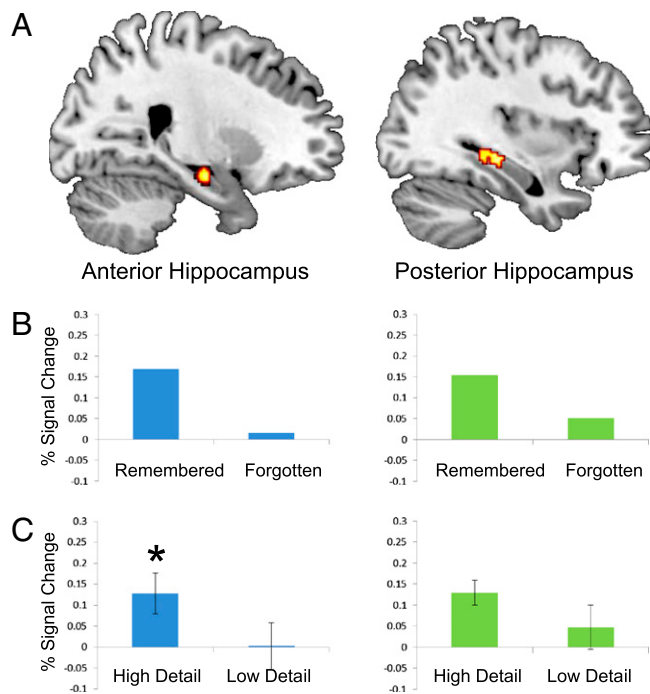 A
Anterior Hippocampus
Posterior Hippocampus
B
% Signal Change
0.3
0.25
0.2
0.15
0.1
0.05
0
-0.05
-0.1
Remembered
Forgotten
0.3
0.25
0.2
0.15
0.1
0.05
0
-0.05
-0.1
Remembered
Forgotten
C
% Signal Change
0.3
0.25
0.2
0.15
0.1
0.05
0
-0.05
-0.1
*
High Detail
Low Detail
0.3
0.25
0.2
0.15
0.1
0.05
0
-0.05
-0.1
High Detail
Low Detail